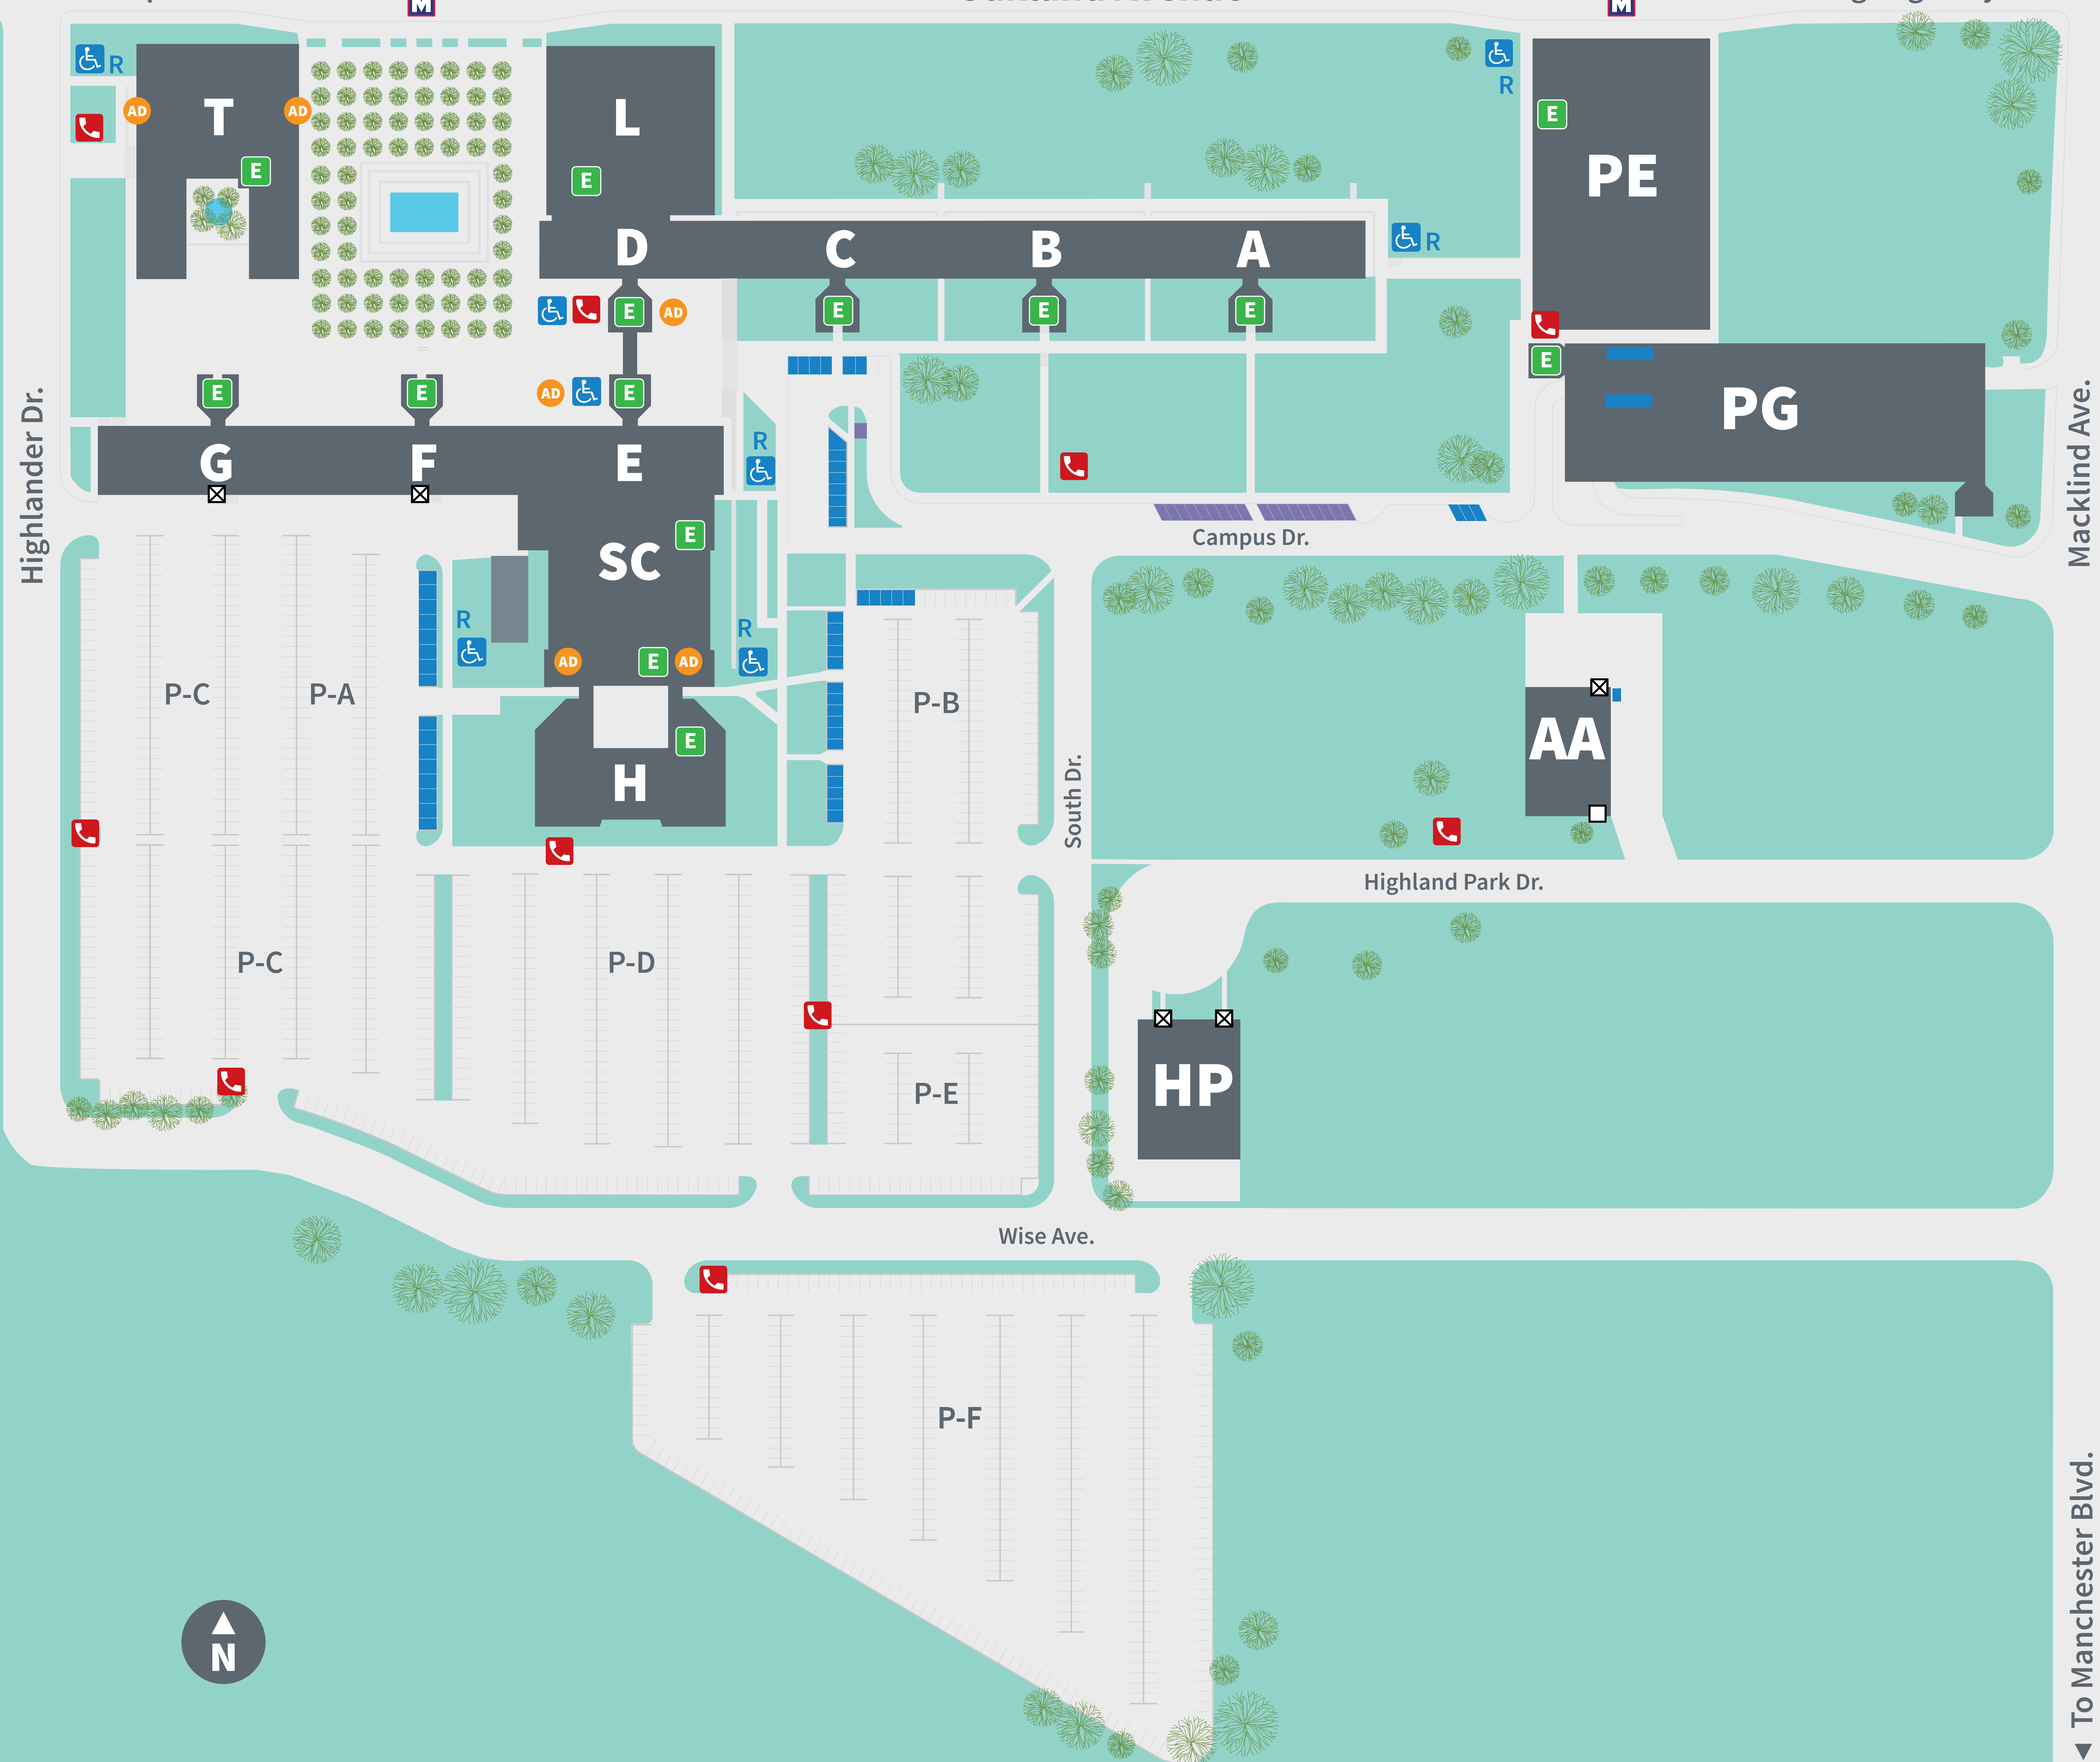 M
M
R
R
T
AD
AD
E
L
E
E
PE
D
C
B
A
R
E
AD
E
E
E
E
PG
E
E
AD
E
G
F
E
R
Highlander Dr.
Macklind Ave.
E
Campus Dr.
SC
R
R
AD
E
AD
P-C
P-A
P-B
E
AA
H
South Dr.
Highland Park Dr.
P-C
P-D
P-E
HP
Wise Ave.
P-F
N
◀ To Manchester Blvd.